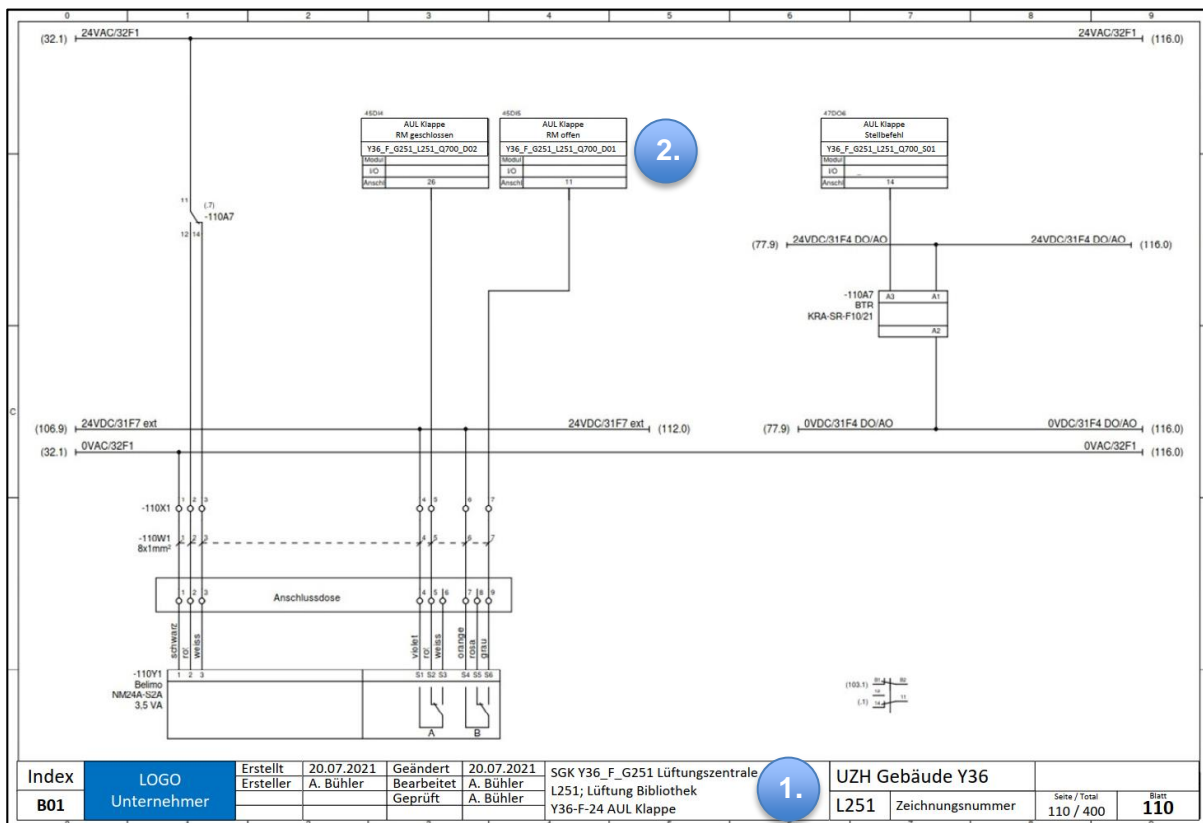 0 1 2 3 4 5 6 7 8 9
(32.1) 24VAC/32F1 24VAC/32F1 (116.0)
45DI4
AUL Klappe
RM geschlossen
Y36_F_G251_L251_Q700_D02
Modul
I/O
Anschl 26
45DI5
AUL Klappe
RM offen
Y36_F_G251_L251_Q700_D01
Modul
I/O
Anschl 11
2.
47DO6
AUL Klappe
Stellbefehl
Y36_F_G251_L251_Q700_S01
Modul
I/O _
Anschl 14
11 (.7)
-110A7
12 14
(77.9) 24VDC/31F4 DO/AO 24VDC/31F4 DO/AO (116.0)
-110A7 A3 A1
BTR
KRA-SR-F10/21
A2
C
(106.9) 24VDC/31F7 ext 24VDC/31F7 ext (112.0)
(77.9) 0VDC/31F4 DO/AO 0VDC/31F4 DO/AO (116.0)
(32.1) 0VAC/32F1 0VAC/32F1 (116.0)
-110X1 1 2 3 4 5 6 7
-110W1 1 2 3 4 5 6 7
8x1mm²
Anschlussdose
1 2 3 4 5 6 7 8 9
schwarz rot weiss violet rot weiss orange rosa grau
-110Y1 1 2 3 S1 S2 S3 S4 S5 S6
Belimo
NM24A-S2A
3,5 VA
A B
(103.1) B1 B2
14
(.1) 14 11
Index
B01
LOGO
Unternehmer
Erstellt 20.07.2021 Geändert 20.07.2021
Ersteller A. Bühler Bearbeitet A. Bühler
Geprüft A. Bühler
SGK Y36_F_G251 Lüftungszentrale
L251; Lüftung Bibliothek
Y36-F-24 AUL Klappe
1.
UZH Gebäude Y36
L251 Zeichnungsnummer
Seite / Total
110 / 400
Blatt
110